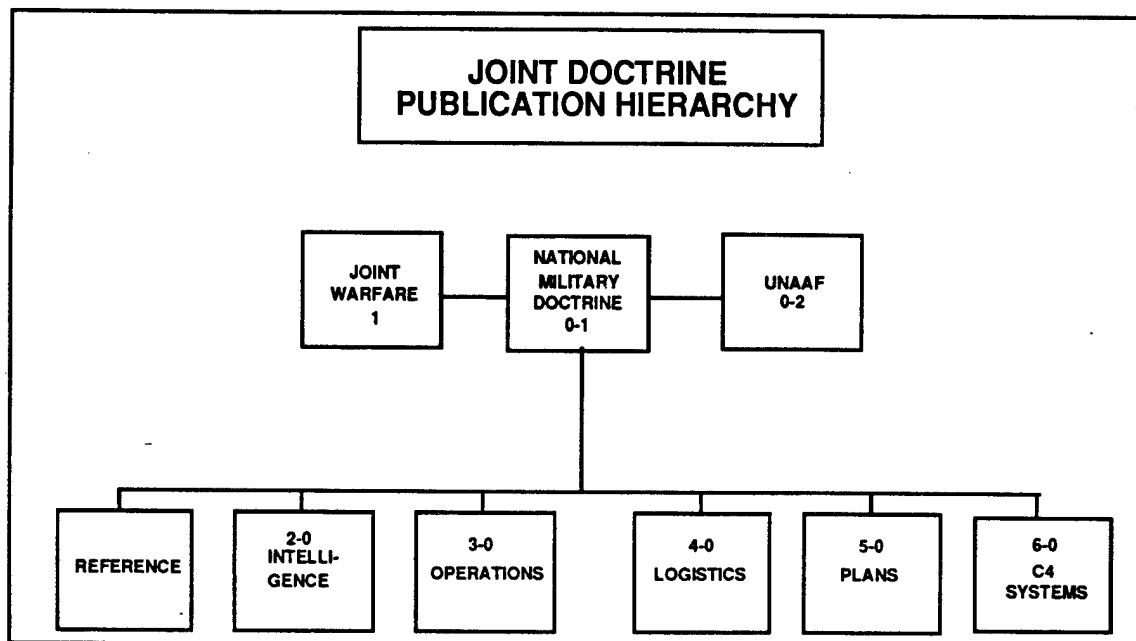 JOINT DOCTRINE
PUBLICATION HIERARCHY
JOINT
WARFARE
1
NATIONAL
MILITARY
DOCTRINE
0-1
UNAAF
0-2
REFERENCE
2-0
INTELLI-
GENCE
3-0
OPERATIONS
4-0
LOGISTICS
5-0
PLANS
6-0
C4
SYSTEMS